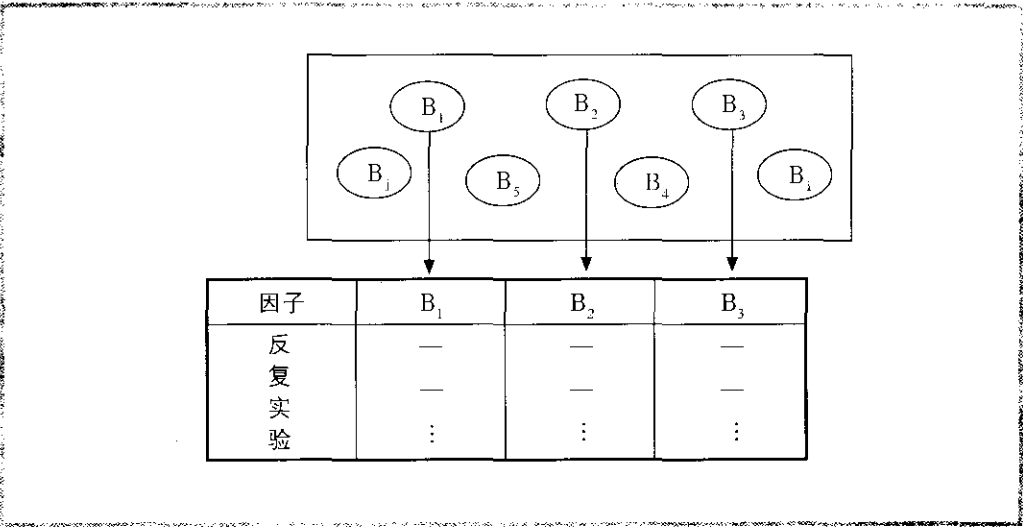 B₁ B₂ B₃
Bⱼ B₅ B₄ Bᵢ
因子 B₁ B₂ B₃
反 — — —
复
实 — — —
验 ⋮ ⋮ ⋮